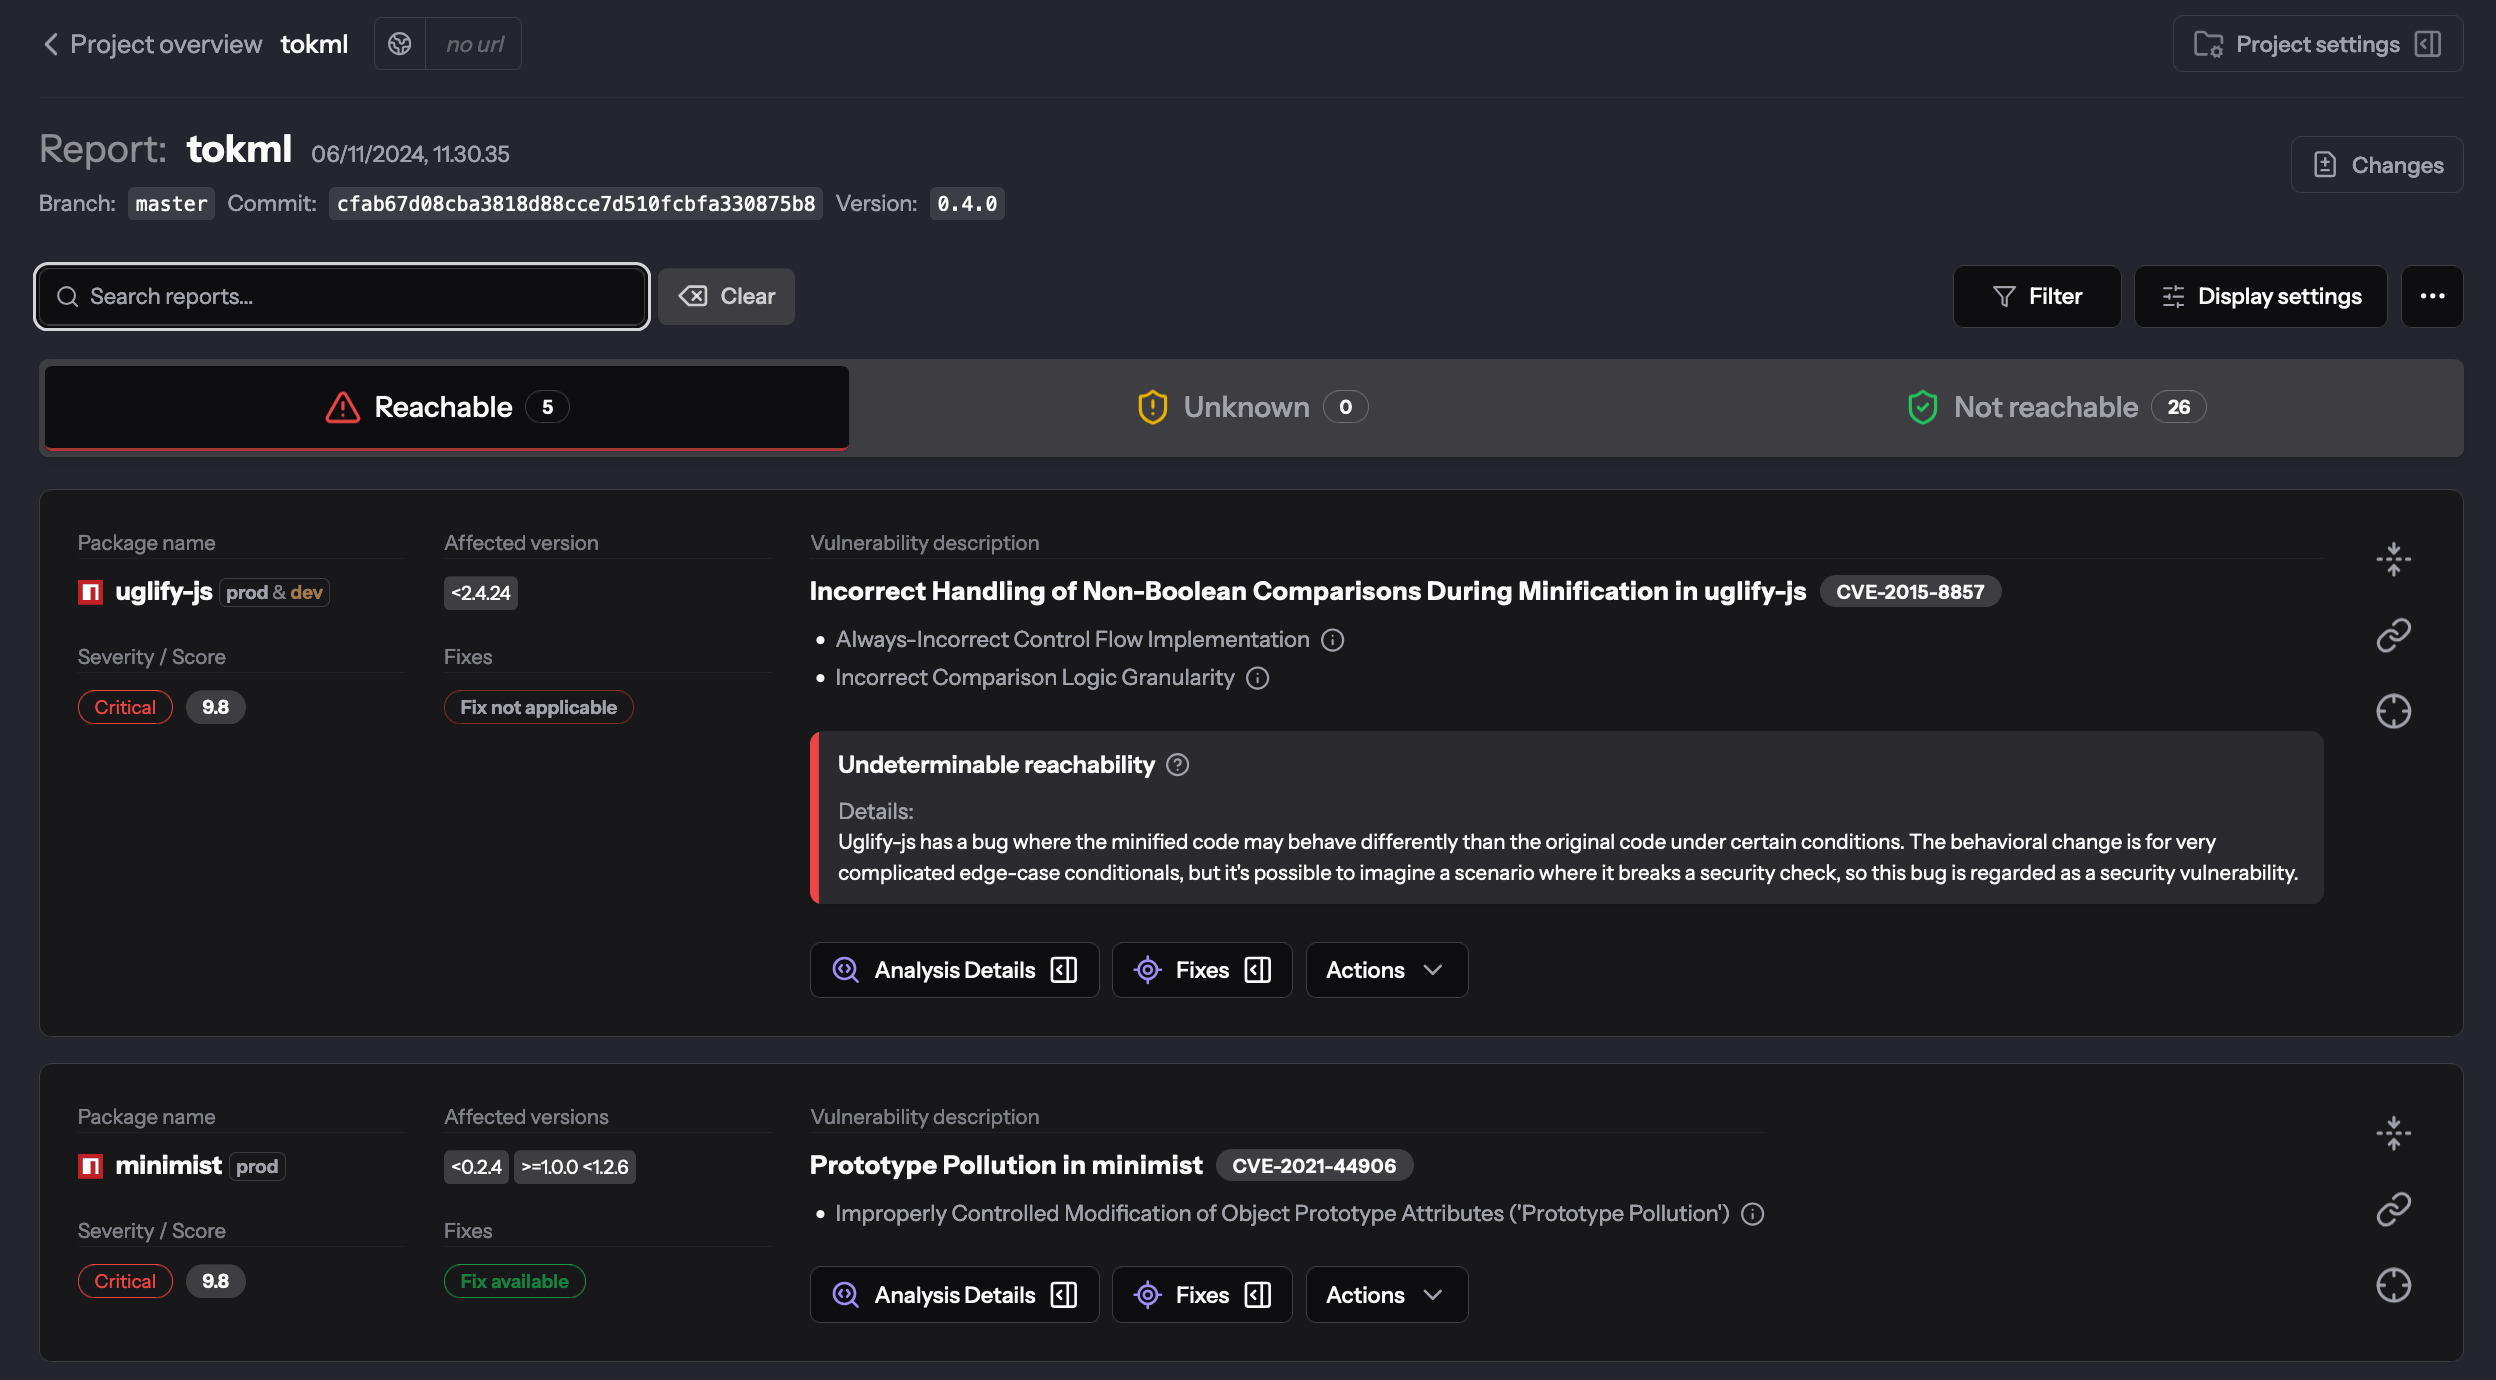 Project overview tokml no url Project settings
Report: tokml 06/11/2024, 11.30.35
Changes
Branch: master Commit: cfab67d08cba3818d88cce7d510fcbfa330875b8 Version: 0.4.0
Search reports... Clear Filter Display settings ...
Reachable 5 Unknown 0 Not reachable 26
Package name Affected version Vulnerability description
uglify-js prod & dev <2.4.24 Incorrect Handling of Non-Boolean Comparisons During Minification in uglify-js CVE-2015-8857
• Always-Incorrect Control Flow Implementation
Severity / Score Fixes
• Incorrect Comparison Logic Granularity
Critical 9.8 Fix not applicable
Undeterminable reachability
Details:
Uglify-js has a bug where the minified code may behave differently than the original code under certain conditions. The behavioral change is for very
complicated edge-case conditionals, but it's possible to imagine a scenario where it breaks a security check, so this bug is regarded as a security vulnerability.
Analysis Details Fixes Actions
Package name Affected versions Vulnerability description
minimist prod <0.2.4 >=1.0.0 <1.2.6 Prototype Pollution in minimist CVE-2021-44906
• Improperly Controlled Modification of Object Prototype Attributes ('Prototype Pollution')
Severity / Score Fixes
Critical 9.8 Fix available
Analysis Details Fixes Actions